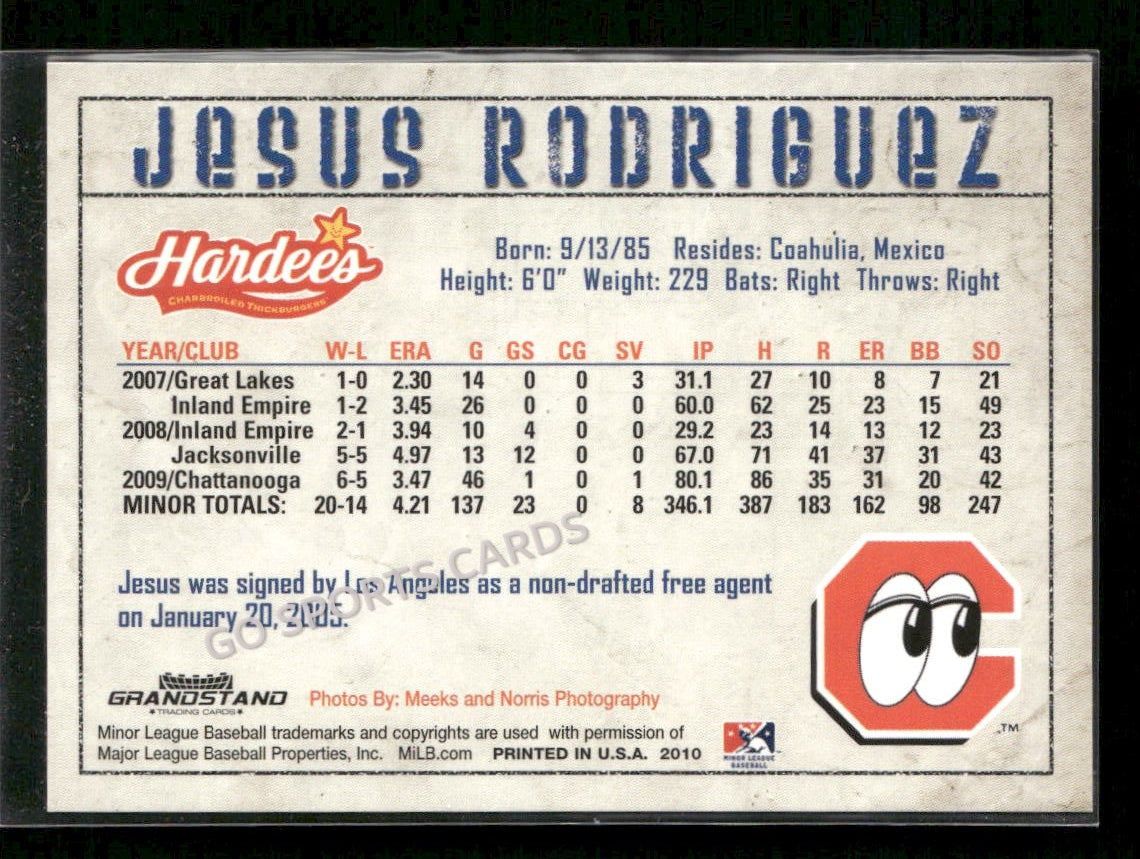 JESUS RODRIGUEZ
Hardee's
CHARBROILED THICKBURGERS
Born: 9/13/85 Resides: Coahulia, Mexico
Height: 6'0" Weight: 229 Bats: Right Throws: Right
YEAR/CLUB W-L ERA G GS CG SV IP H R ER BB SO
2007/Great Lakes 1-0 2.30 14 0 0 3 31.1 27 10 8 7 21
Inland Empire 1-2 3.45 26 0 0 0 60.0 62 25 23 15 49
2008/Inland Empire 2-1 3.94 10 4 0 0 29.2 23 14 13 12 23
Jacksonville 5-5 4.97 13 12 0 0 67.0 71 41 37 31 43
2009/Chattanooga 6-5 3.47 46 1 0 1 80.1 86 35 31 20 42
MINOR TOTALS: 20-14 4.21 137 23 0 8 346.1 387 183 162 98 247
GO SPORTS CARDS
Jesus was signed by Los Angeles as a non-drafted free agent
on January 20,
C
TM
GRANDSTAND
★TRADING CARDS★
Photos By: Meeks and Norris Photography
Minor League Baseball trademarks and copyrights are used with permission of
Major League Baseball Properties, Inc. MiLB.com PRINTED IN U.S.A. 2010
MINOR LEAGUE
BASEBALL